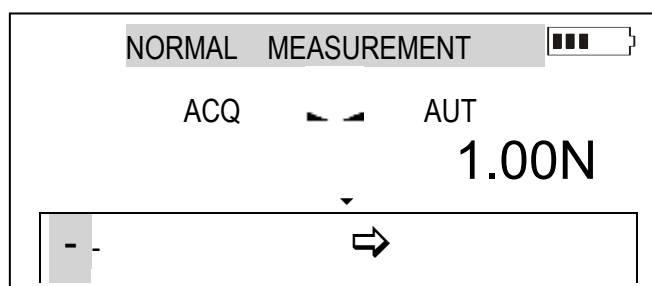 NORMAL MEASUREMENT
ACQ AUT
1.00N
- -